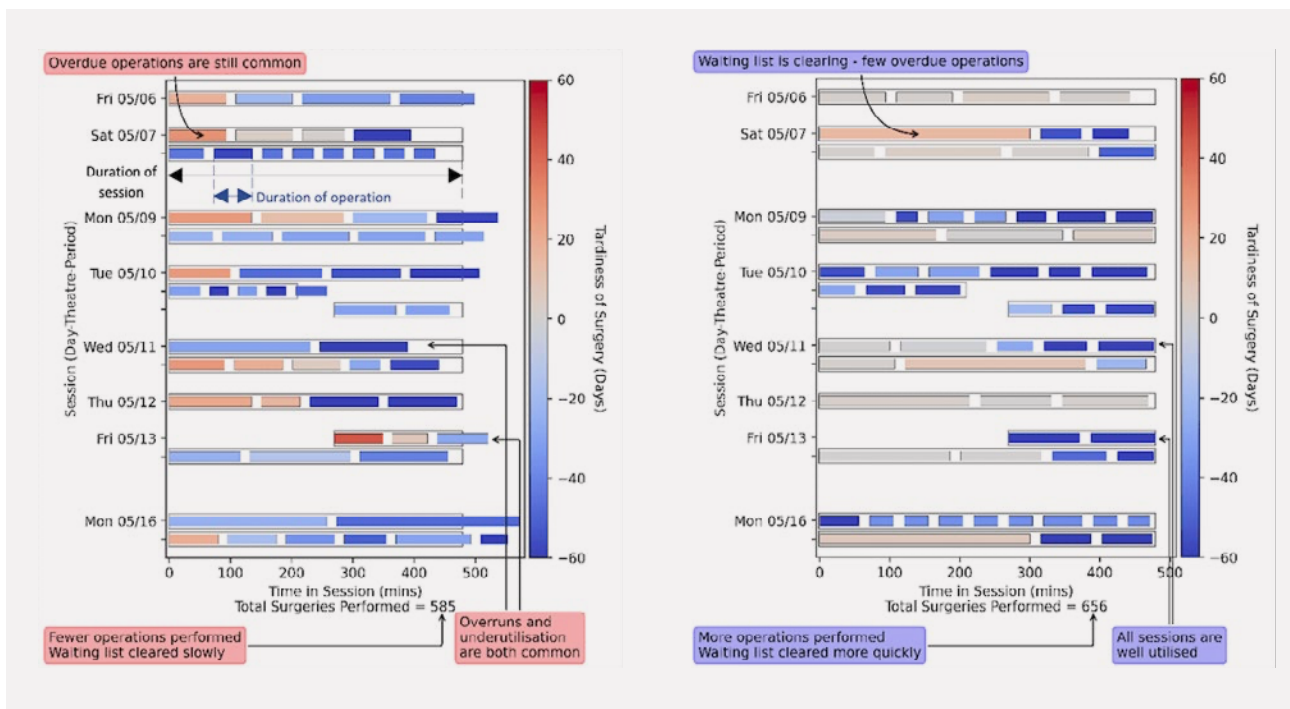 Overdue operations are still common
Fri 05/06
Sat 05/07
Duration of
session
Duration of operation
Mon 05/09
Tue 05/10
Wed 05/11
Thu 05/12
Fri 05/13
Mon 05/16
Session (Day-Theatre-Period)
0 100 200 300 400 500
Time in Session (mins)
Total Surgeries Performed = 585
60
40
20
0
−20
−40
−60
Tardiness of Surgery (Days)
Fewer operations performed
Waiting list cleared slowly
Overruns and
underutilisation
are both common
Waiting list is clearing - few overdue operations
Fri 05/06
Sat 05/07
Mon 05/09
Tue 05/10
Wed 05/11
Thu 05/12
Fri 05/13
Mon 05/16
Session (Day-Theatre-Period)
0 100 200 300 400 500
Time in Session (mins)
Total Surgeries Performed = 656
60
40
20
0
−20
−40
−60
Tardiness of Surgery (Days)
More operations performed
Waiting list cleared more quickly
All sessions are
well utilised